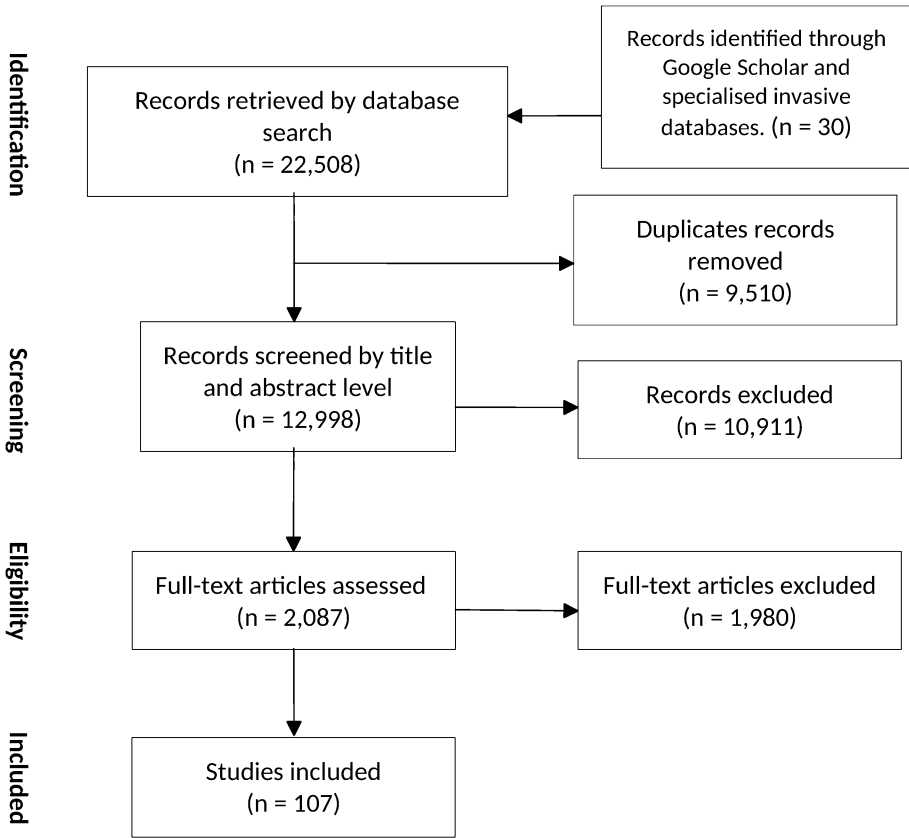 Identification
Records retrieved by database
search
(n = 22,508)
Records identified through
Google Scholar and
specialised invasive
databases. (n = 30)
Duplicates records
removed
(n = 9,510)
Screening
Records screened by title
and abstract level
(n = 12,998)
Records excluded
(n = 10,911)
Eligibility
Full-text articles assessed
(n = 2,087)
Full-text articles excluded
(n = 1,980)
Included
Studies included
(n = 107)